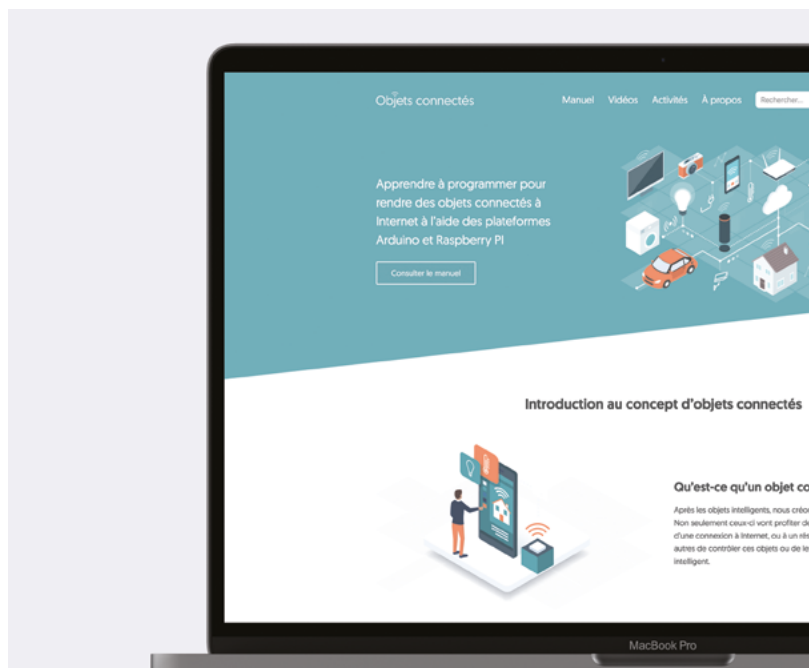 Objets connectés
Manuel Vidéos Activités À propos Rechercher...
Apprendre à programmer pour
rendre des objets connectés à
Internet à l'aide des plateformes
Arduino et Raspberry PI
Consulter le manuel
Introduction au concept d'objets connectés
Qu'est-ce qu'un objet co
Après les objets intelligents, nous créo
Non seulement ceux-ci vont profiter de
d'une connexion à Internet, ou à un rés
autres de contrôler ces objets ou de le
intelligent.
MacBook Pro